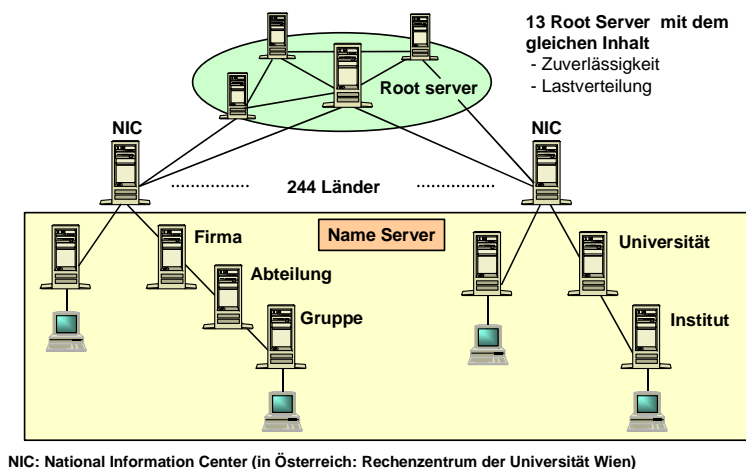 13 Root Server mit dem
gleichen Inhalt
- Zuverlässigkeit
- Lastverteilung
Root server
NIC
NIC
244 Länder
Name Server
Firma
Universität
Abteilung
Gruppe
Institut
NIC: National Information Center (in Österreich: Rechenzentrum der Universität Wien)